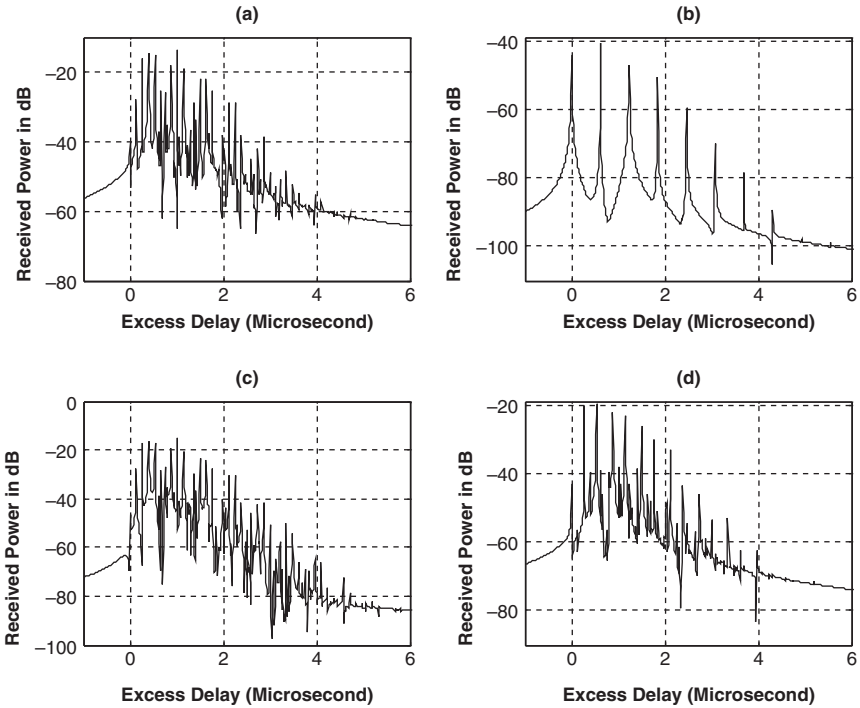 (a)
Received Power in dB
−20
−40
−60
−80
0 2 4 6
Excess Delay (Microsecond)
(b)
Received Power in dB
−40
−60
−80
−100
0 2 4 6
Excess Delay (Microsecond)
(c)
Received Power in dB
0
−20
−40
−60
−80
−100
0 2 4 6
Excess Delay (Microsecond)
(d)
Received Power in dB
−20
−40
−60
−80
0 2 4 6
Excess Delay (Microsecond)